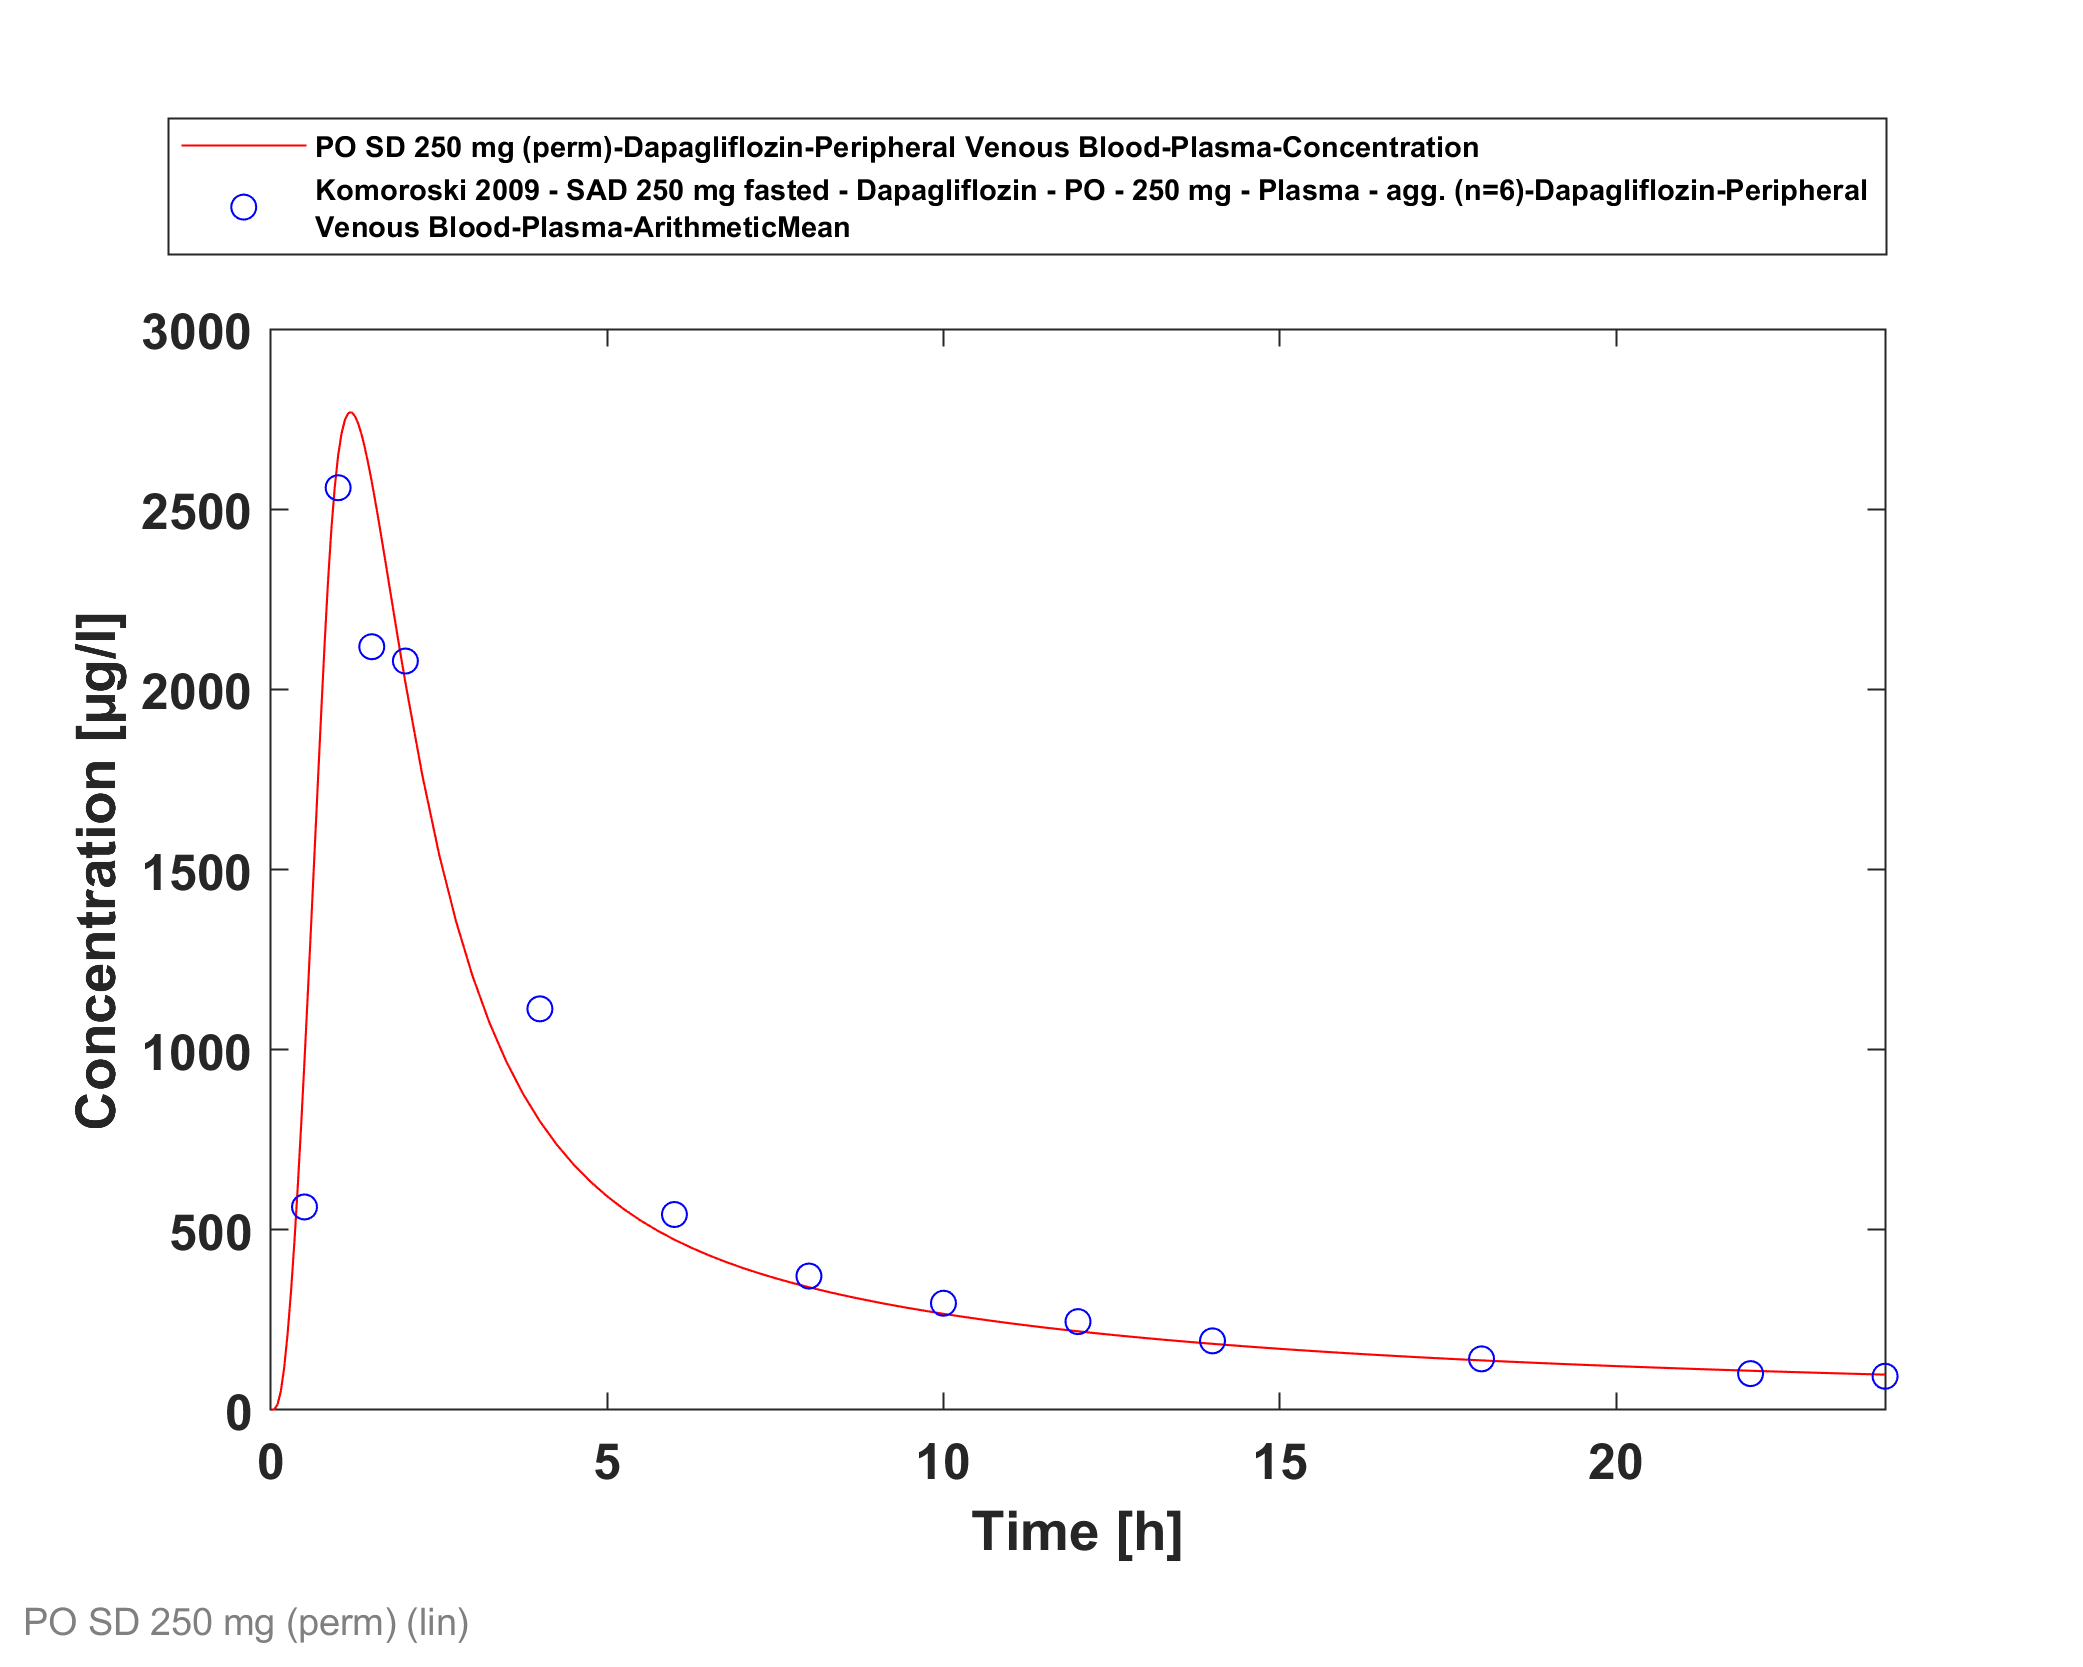 PO SD 250 mg (perm)-Dapagliflozin-Peripheral Venous Blood-Plasma-Concentration
Komoroski 2009 - SAD 250 mg fasted - Dapagliflozin - PO - 250 mg - Plasma - agg. (n=6)-Dapagliflozin-Peripheral
Venous Blood-Plasma-ArithmeticMean
3000
2500
2000
1500
1000
500
0
Concentration [µg/l]
0 5 10 15 20
Time [h]
PO SD 250 mg (perm) (lin)